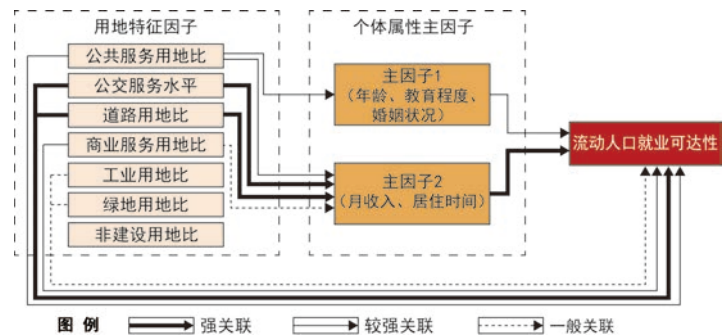 用地特征因子
个体属性主因子
公共服务用地比
公交服务水平
道路用地比
商业服务用地比
工业用地比
绿地用地比
非建设用地比
主因子1
(年龄、教育程度、
婚姻状况)
主因子2
(月收入、居住时间)
流动人口就业可达性
图 例
强关联
较强关联
一般关联